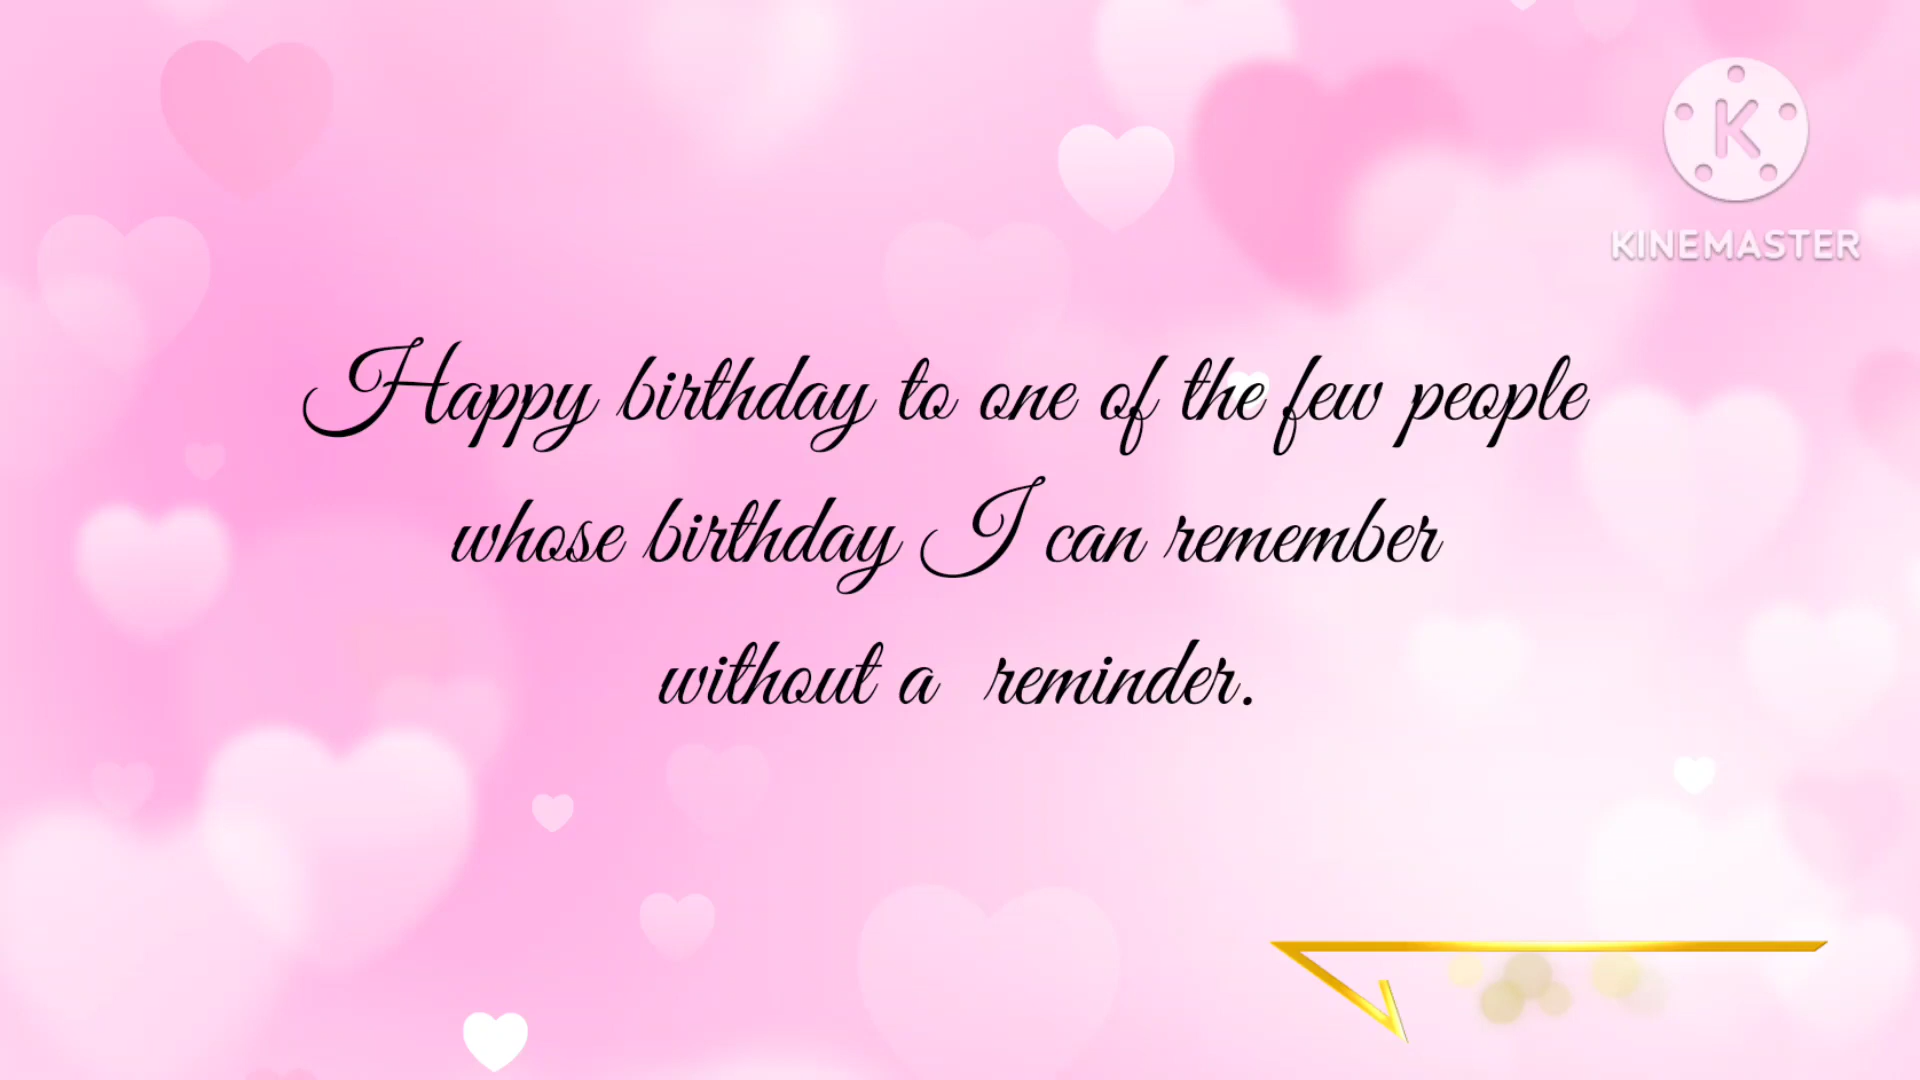 KINEMASTER
Happy birthday to one of the few people
whose birthday I can remember
without a reminder.